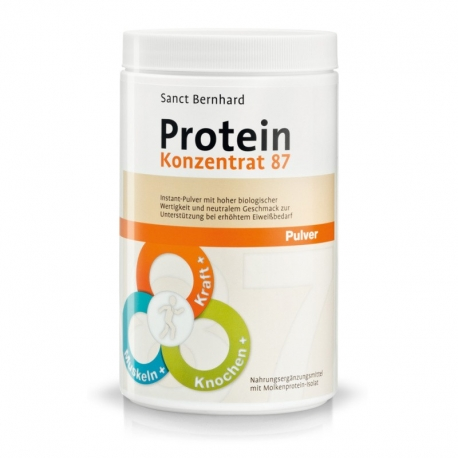 Sanct Bernhard
Protein
Konzentrat 87
Instant-Pulver mit hoher biologischer
Wertigkeit und neutralem Geschmack zur
Unterstützung bei erhöhtem Eiweißbedarf
Pulver
Kraft +
Muskeln +
Knochen +
87
Nahrungsergänzungsmittel
mit Molkenprotein-Isolat